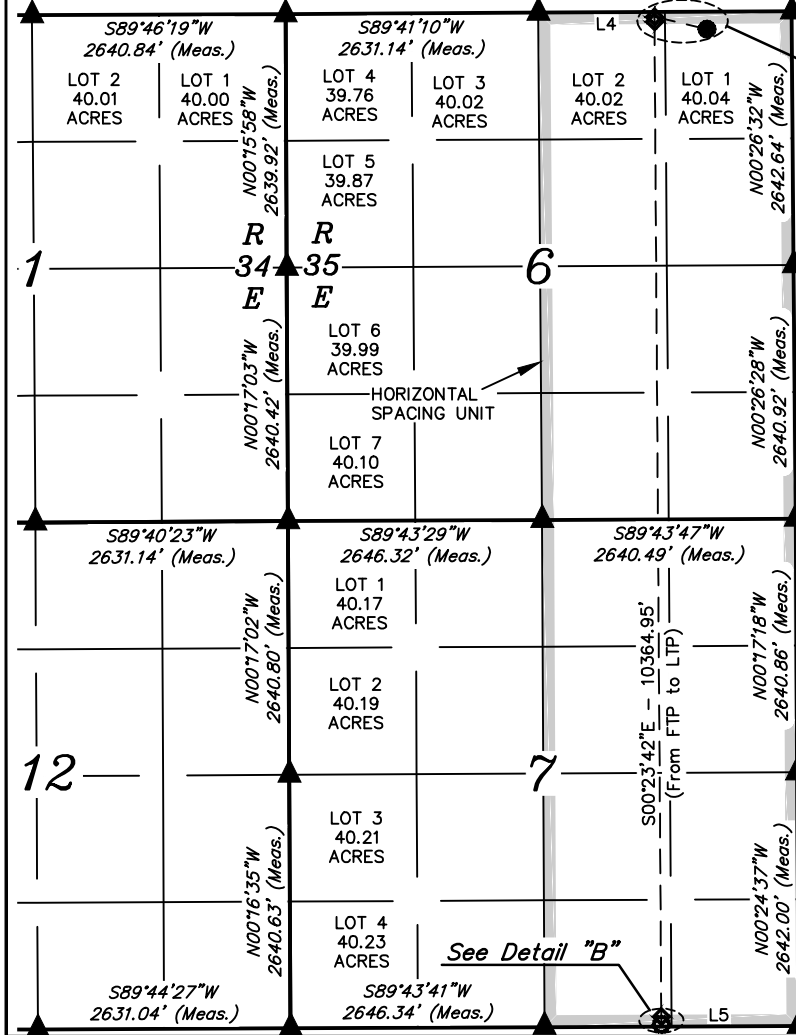 S89°46'19"W
2640.84' (Meas.)
S89°41'10"W
2631.14' (Meas.)
L4
LOT 2
40.01
ACRES
LOT 1
40.00
ACRES
N00°15'58"W
2639.92' (Meas.)
LOT 4
39.76
ACRES
LOT 3
40.02
ACRES
LOT 2
40.02
ACRES
LOT 1
40.04
ACRES
N00°26'32"W
2642.64' (Meas.)
LOT 5
39.87
ACRES
R
34
E
R
35
E
1
6
N00°17'03"W
2640.42' (Meas.)
LOT 6
39.99
ACRES
HORIZONTAL
SPACING UNIT
N00°26'28"W
2640.92' (Meas.)
LOT 7
40.10
ACRES
S89°40'23"W
2631.14' (Meas.)
S89°43'29"W
2646.32' (Meas.)
S89°43'47"W
2640.49' (Meas.)
N00°17'02"W
2640.80' (Meas.)
LOT 1
40.17
ACRES
LOT 2
40.19
ACRES
S00°23'42"E - 10364.95'
(From FTP to LTP)
N00°17'18"W
2640.86' (Meas.)
12
7
N00°16'35"W
2640.63' (Meas.)
LOT 3
40.21
ACRES
LOT 4
40.23
ACRES
N00°24'37"W
2642.00' (Meas.)
See Detail "B"
S89°44'27"W
2631.04' (Meas.)
S89°43'41"W
2646.34' (Meas.)
L5